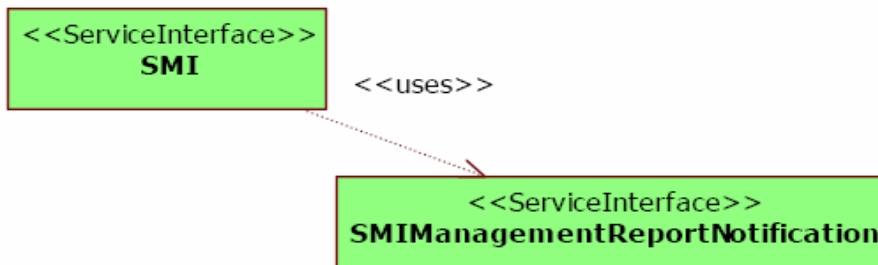 <<ServiceInterface>>
SMI
<<uses>>
<<ServiceInterface>>
SMIManagementReportNotification